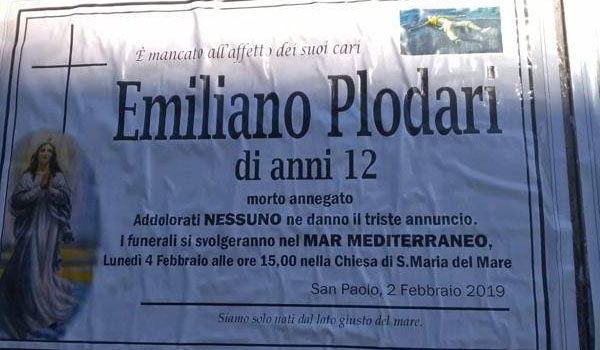 È mancato all'affetto dei suoi cari
Emiliano Plodari
di anni 12
morto annegato
Addolorati NESSUNO ne danno il triste annuncio.
I funerali si svolgeranno nel MAR MEDITERRANEO,
Lunedì 4 Febbraio alle ore 15,00 nella Chiesa di S.Maria del Mare
San Paolo, 2 Febbraio 2019
Siamo solo nati dal lato giusto del mare.